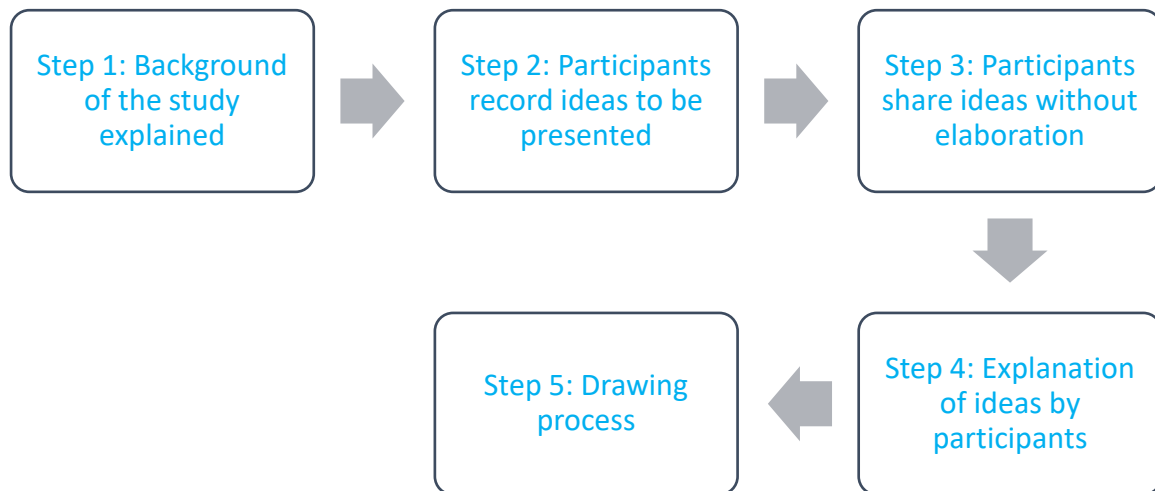 Step 1: Background
of the study
explained
Step 2: Participants
record ideas to be
presented
Step 3: Participants
share ideas without
elaboration
Step 4: Explanation
of ideas by
participants
Step 5: Drawing
process